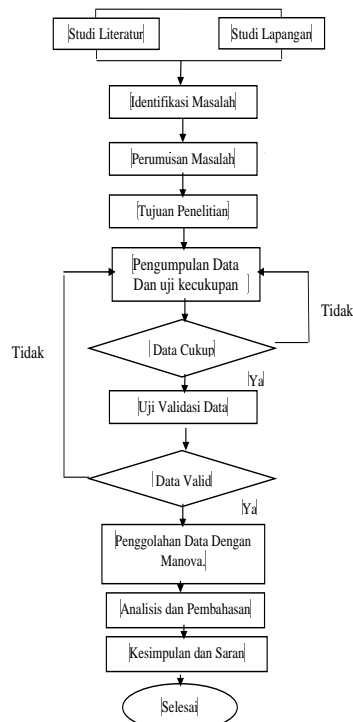 Studi Literatur
Studi Lapangan
Identifikasi Masalah
Perumusan Masalah
Tujuan Penelitian
Pengumpulan Data
Dan uji kecukupan
Tidak
Data Cukup
Tidak
Ya
Uji Validasi Data
Data Valid
Ya
Penggolahan Data Dengan
Manova.
Analisis dan Pembahasan
Kesimpulan dan Saran
Selesai